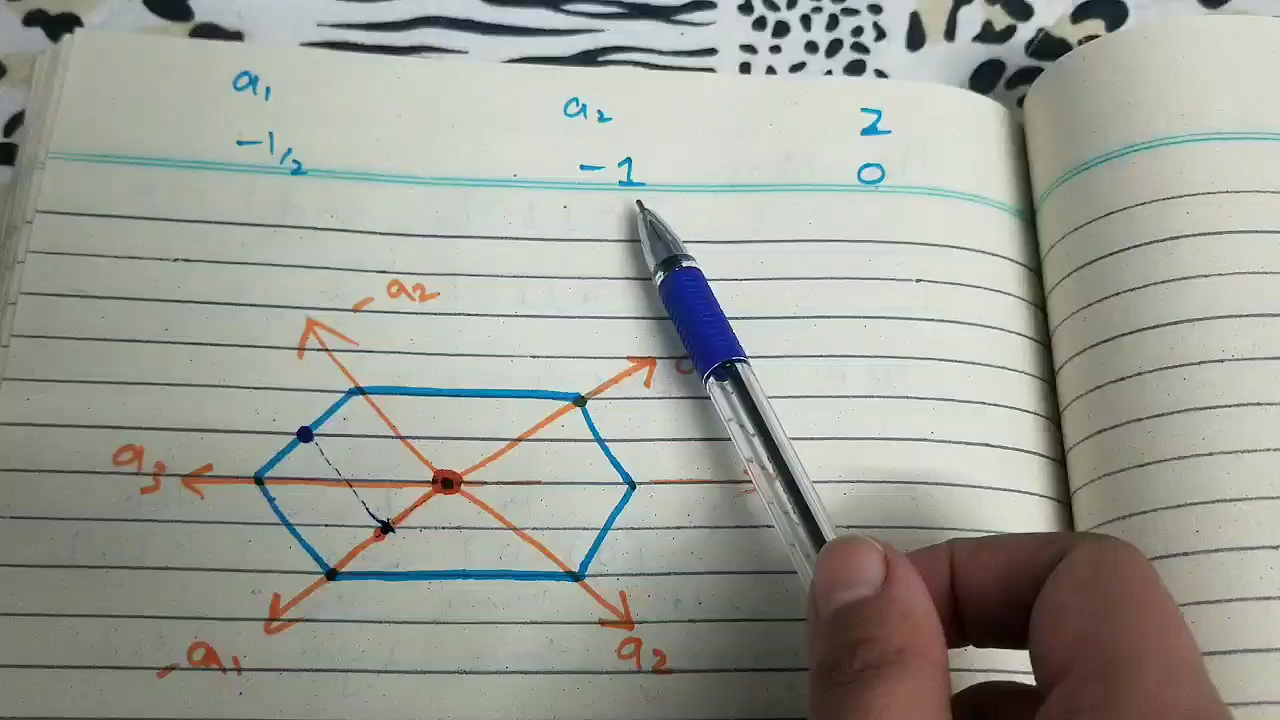 a₁ a₂ Z
-1/2 -1 0
-a₂
a₃
-a₁ a₂